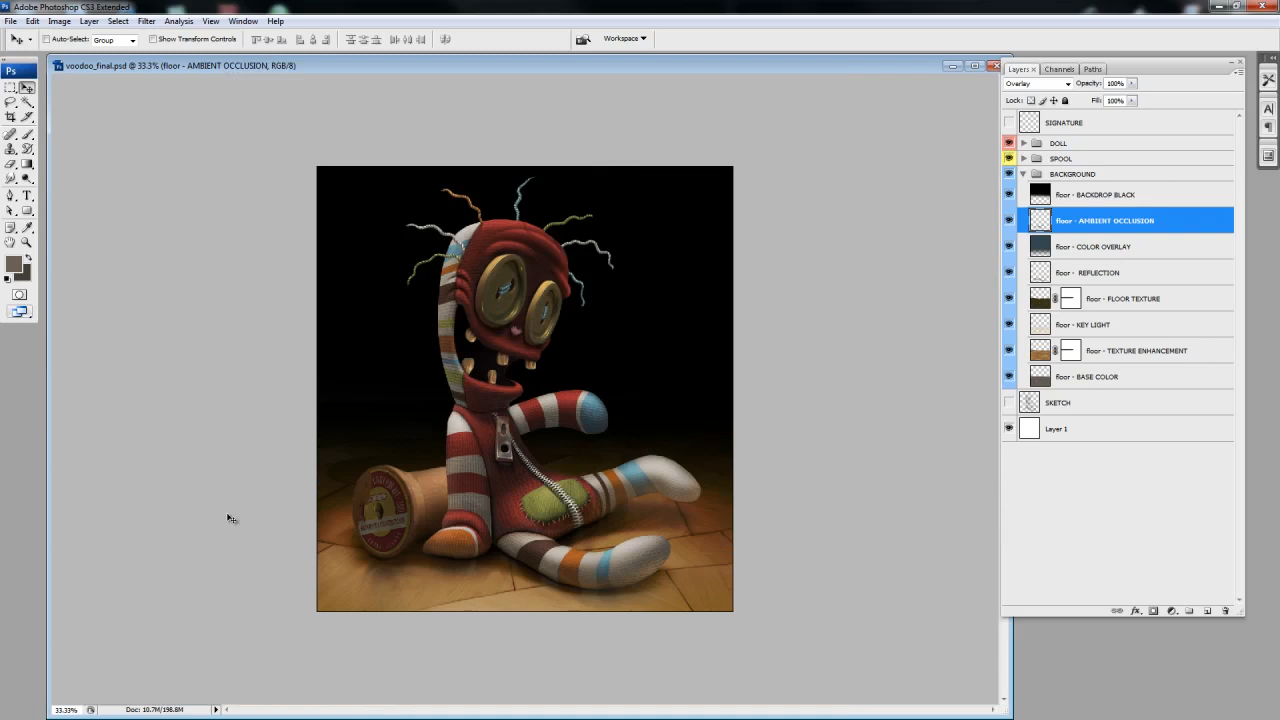 Ps Adobe Photoshop CS3 Extended
File Edit Image Layer Select Filter Analysis View Window Help
Auto-Select: Group Show Transform Controls Workspace
voodoo_final.psd @ 33.3% (floor - AMBIENT OCCLUSION, RGB/8)
Ps
Layers x Channels Paths
Overlay Opacity: 100%
Lock: Fill: 100%
SIGNATURE
DOLL
SPOOL
BACKGROUND
floor - BACKDROP BLACK
floor - AMBIENT OCCLUSION
floor - COLOR OVERLAY
floor - REFLECTION
floor - FLOOR TEXTURE
floor - KEY LIGHT
floor - TEXTURE ENHANCEMENT
floor - BASE COLOR
SKETCH
Layer 1
33.33% Doc: 10.7M/198.8M